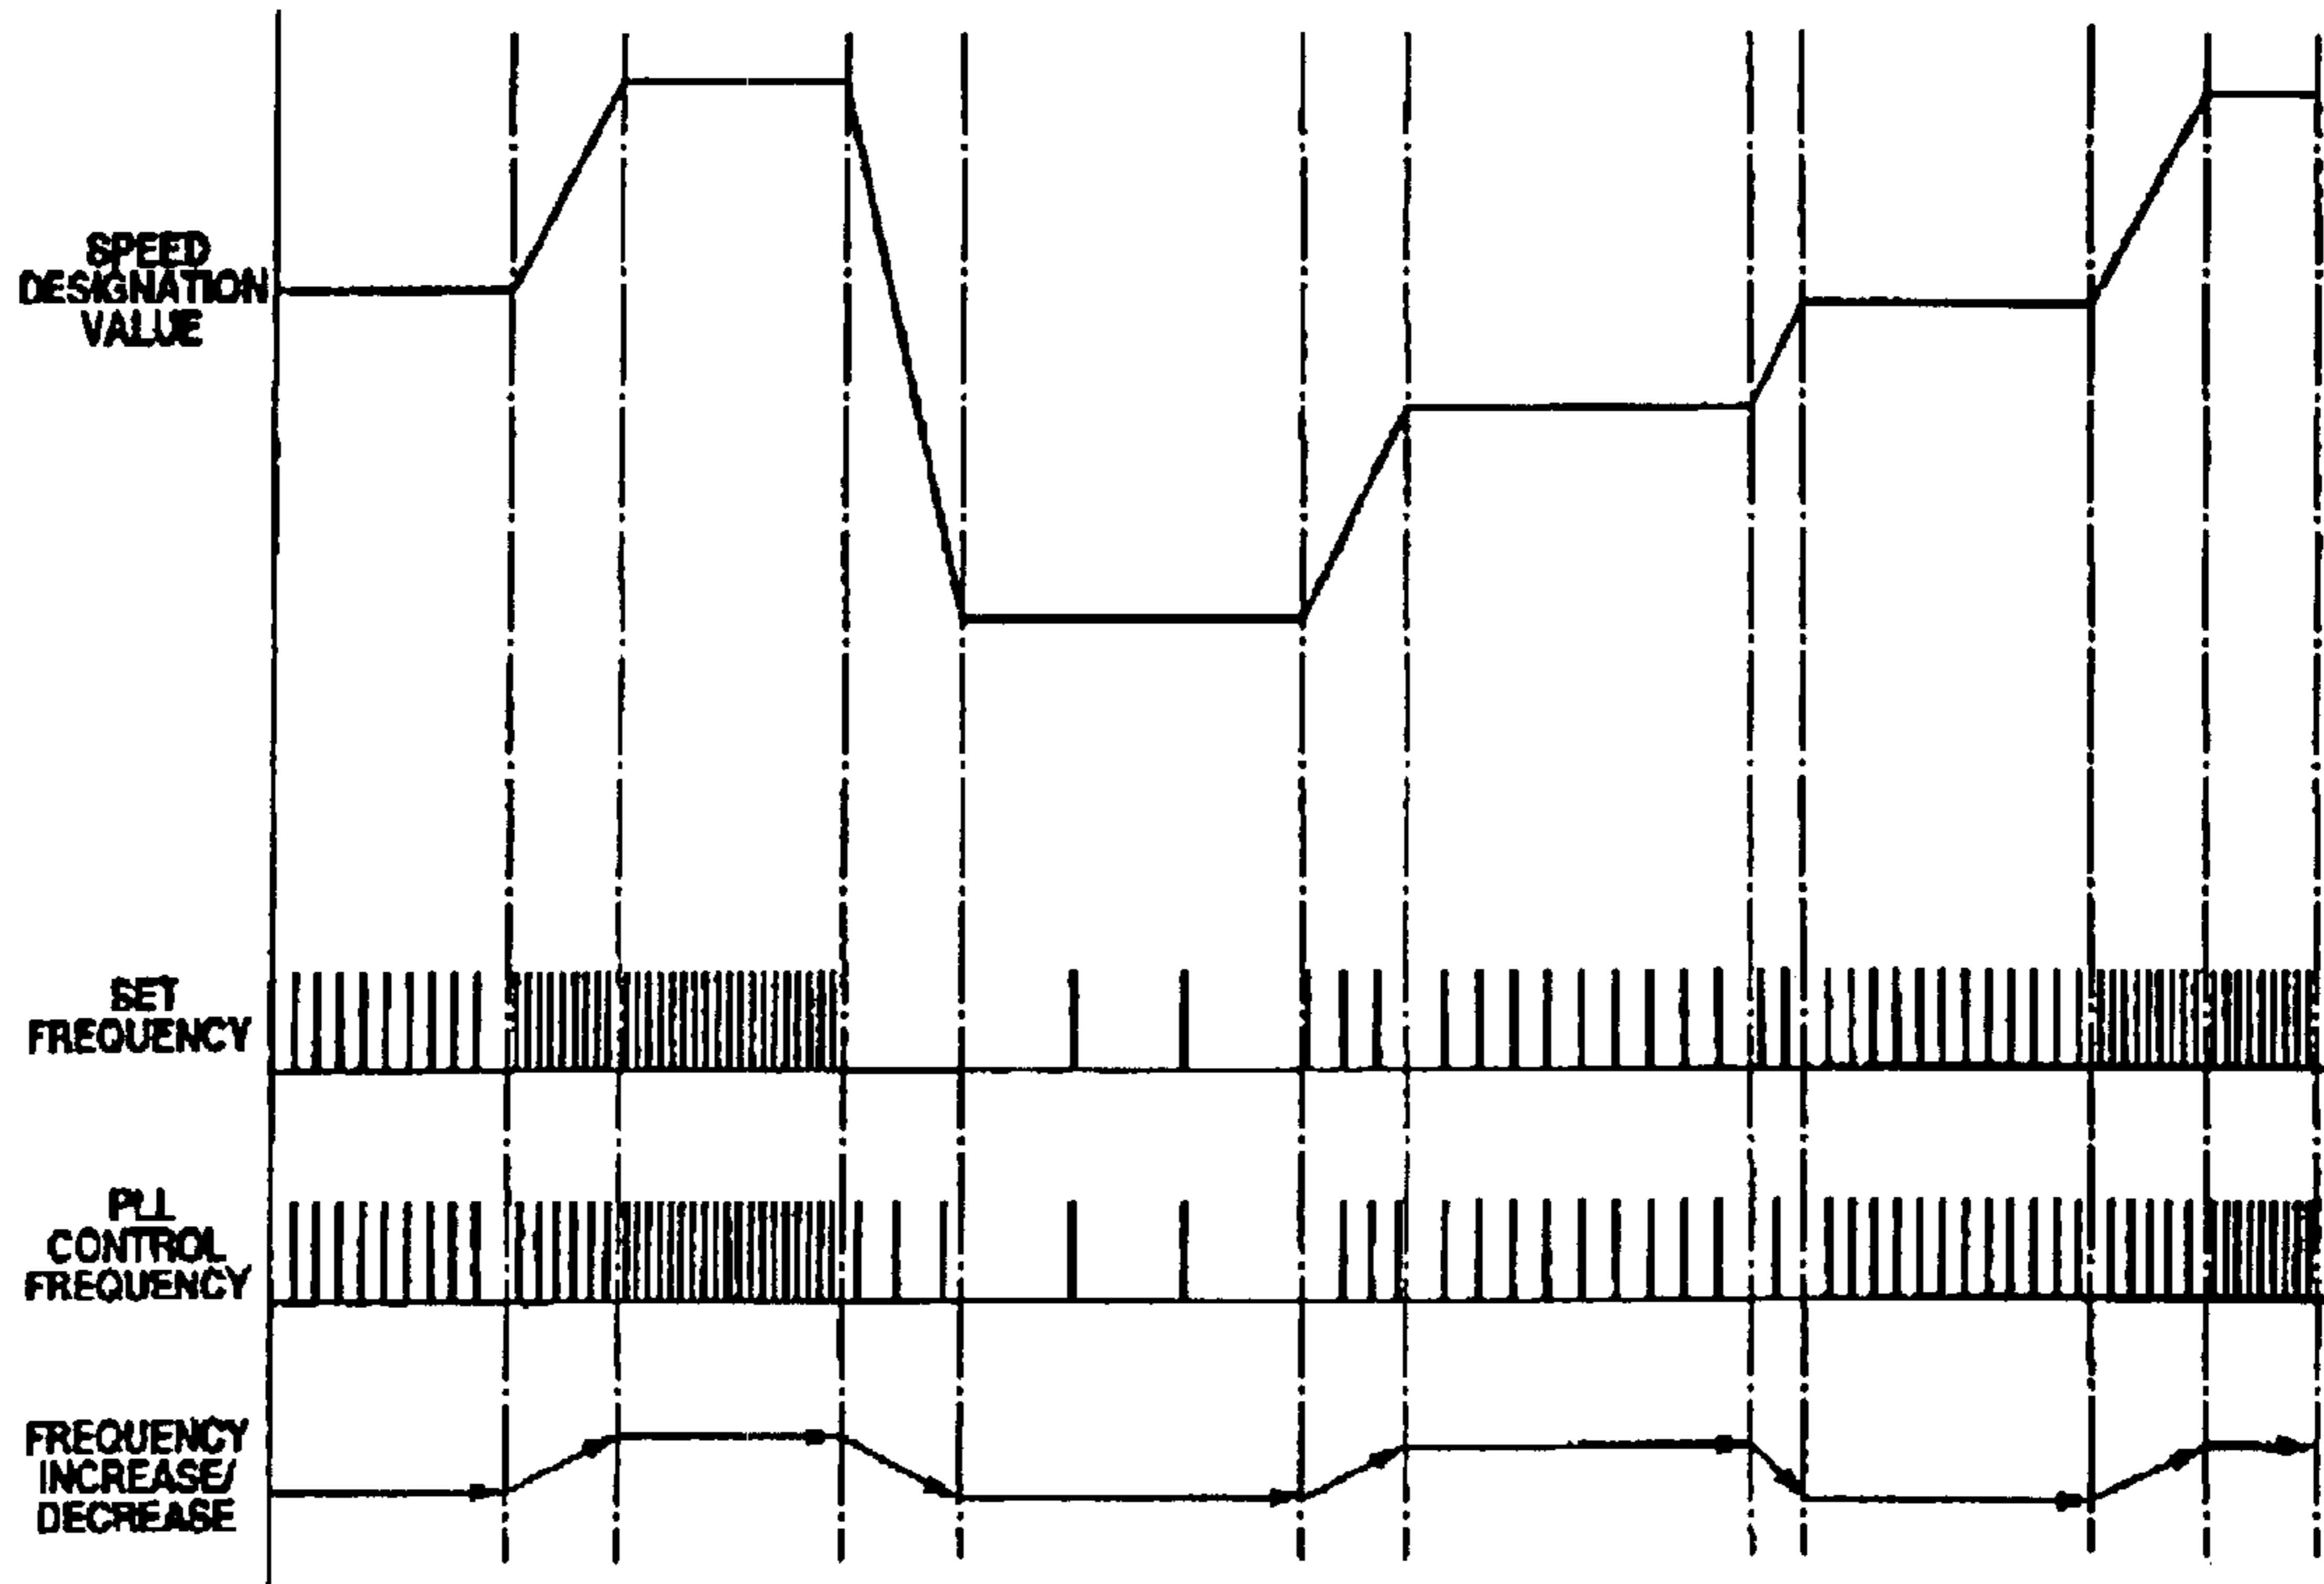 SPEED
DESIGNATION
VALUE
SET
FREQUENCY
PLL
CONTROL
FREQUENCY
FREQUENCY
INCREASE/
DECREASE